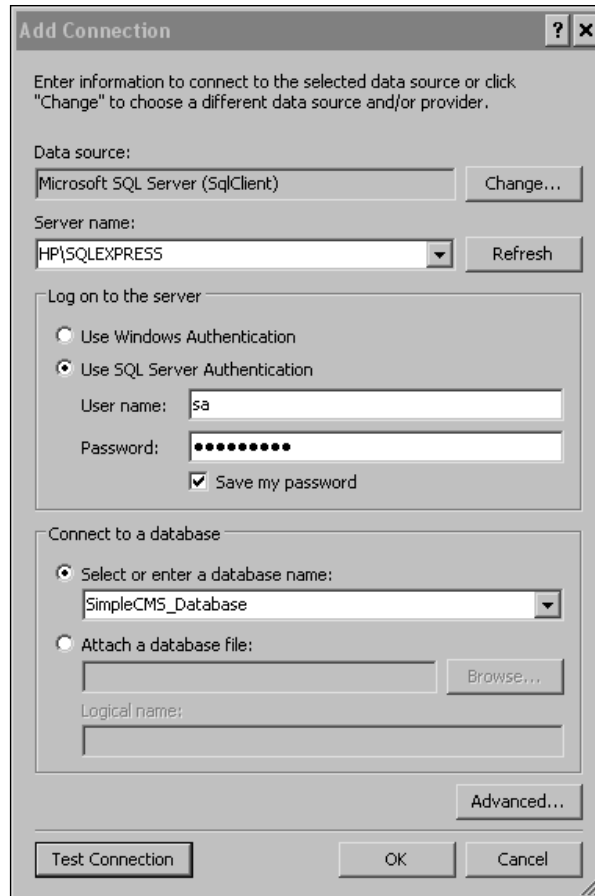 Add Connection
Enter information to connect to the selected data source or click
"Change" to choose a different data source and/or provider.
Data source:
Microsoft SQL Server (SqlClient)
Change...
Server name:
HP\SQLEXPRESS
Refresh
Log on to the server
Use Windows Authentication
Use SQL Server Authentication
User name:
sa
Password:
●●●●●●●●●
Save my password
Connect to a database
Select or enter a database name:
SimpleCMS_Database
Attach a database file:
Browse...
Logical name:
Advanced...
Test Connection
OK
Cancel